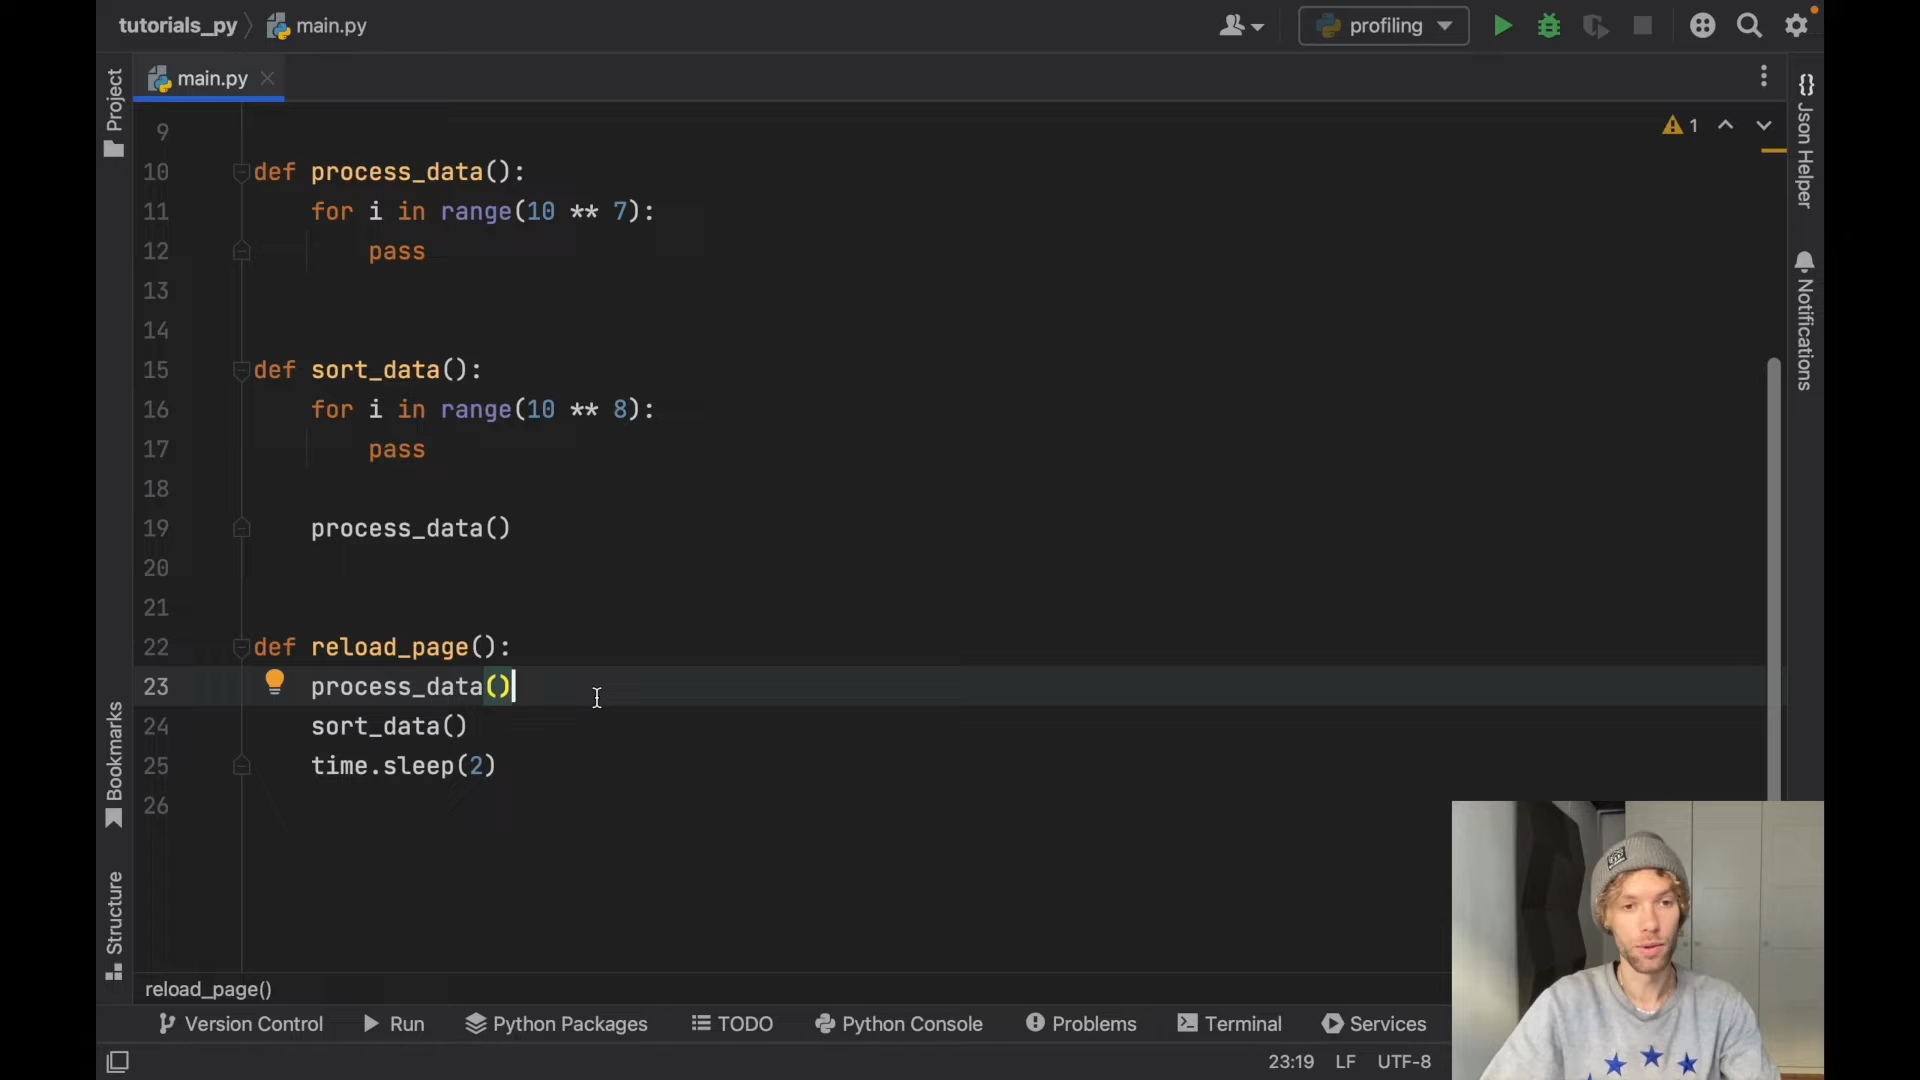 tutorials_py main.py
profiling
main.py
Project
Json Helper
Notifications
Bookmarks
Structure
1
9
10 def process_data():
11 for i in range(10 ** 7):
12 pass
13
14
15 def sort_data():
16 for i in range(10 ** 8):
17 pass
18
19 process_data()
20
21
22 def reload_page():
23 process_data()
24 sort_data()
25 time.sleep(2)
26
reload_page()
Version Control Run Python Packages TODO Python Console Problems Terminal Services
23:19 LF UTF-8